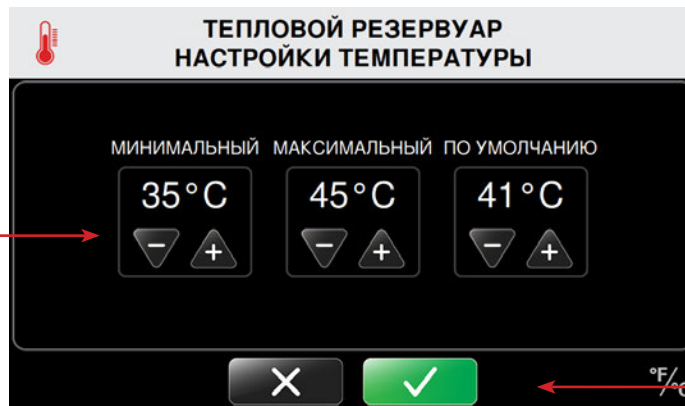 ТЕПЛОВОЙ РЕЗЕРВУАР
НАСТРОЙКИ ТЕМПЕРАТУРЫ
МИНИМАЛЬНЫЙ МАКСИМАЛЬНЫЙ ПО УМОЛЧАНИЮ
35°C 45°C 41°C
− + − + − +
°F/°C